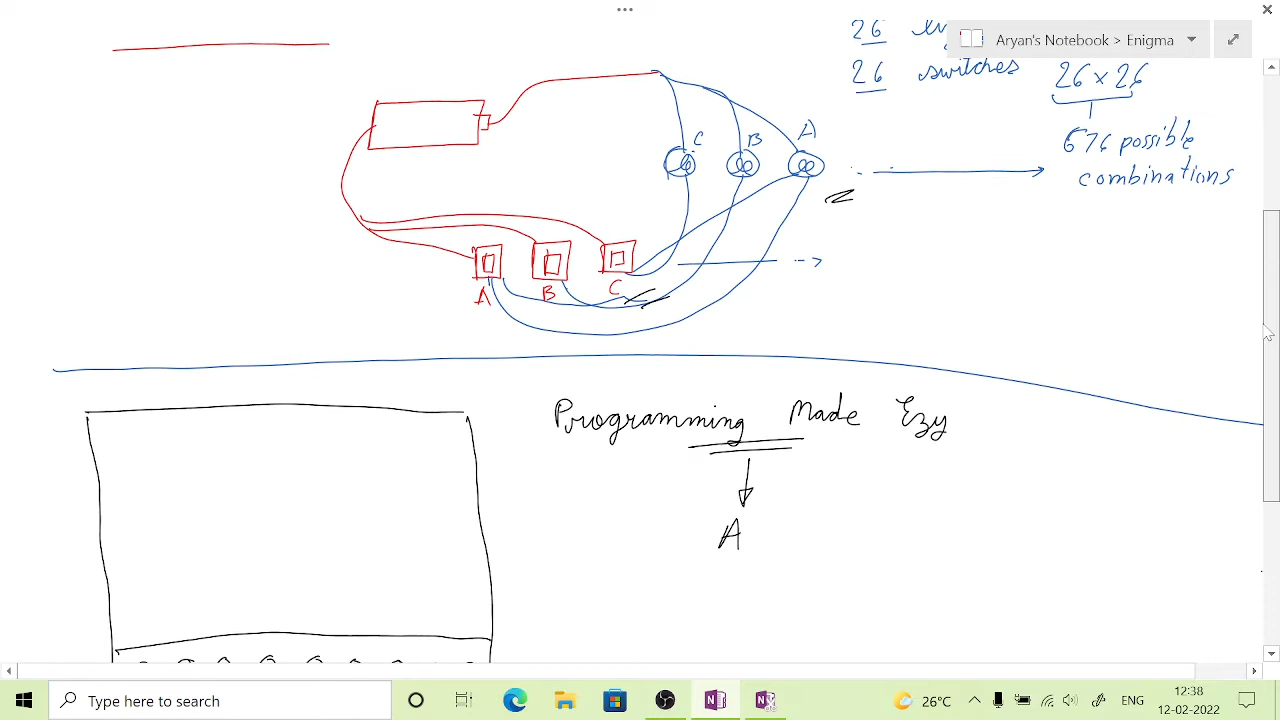 Aryan's Notebook > Enigma
26
26 switches
26 × 26
676 possible
combinations
C B A
A B C
Programming Made Ezy
A
Type here to search
26°C
ENG
12:38
12-02-2022